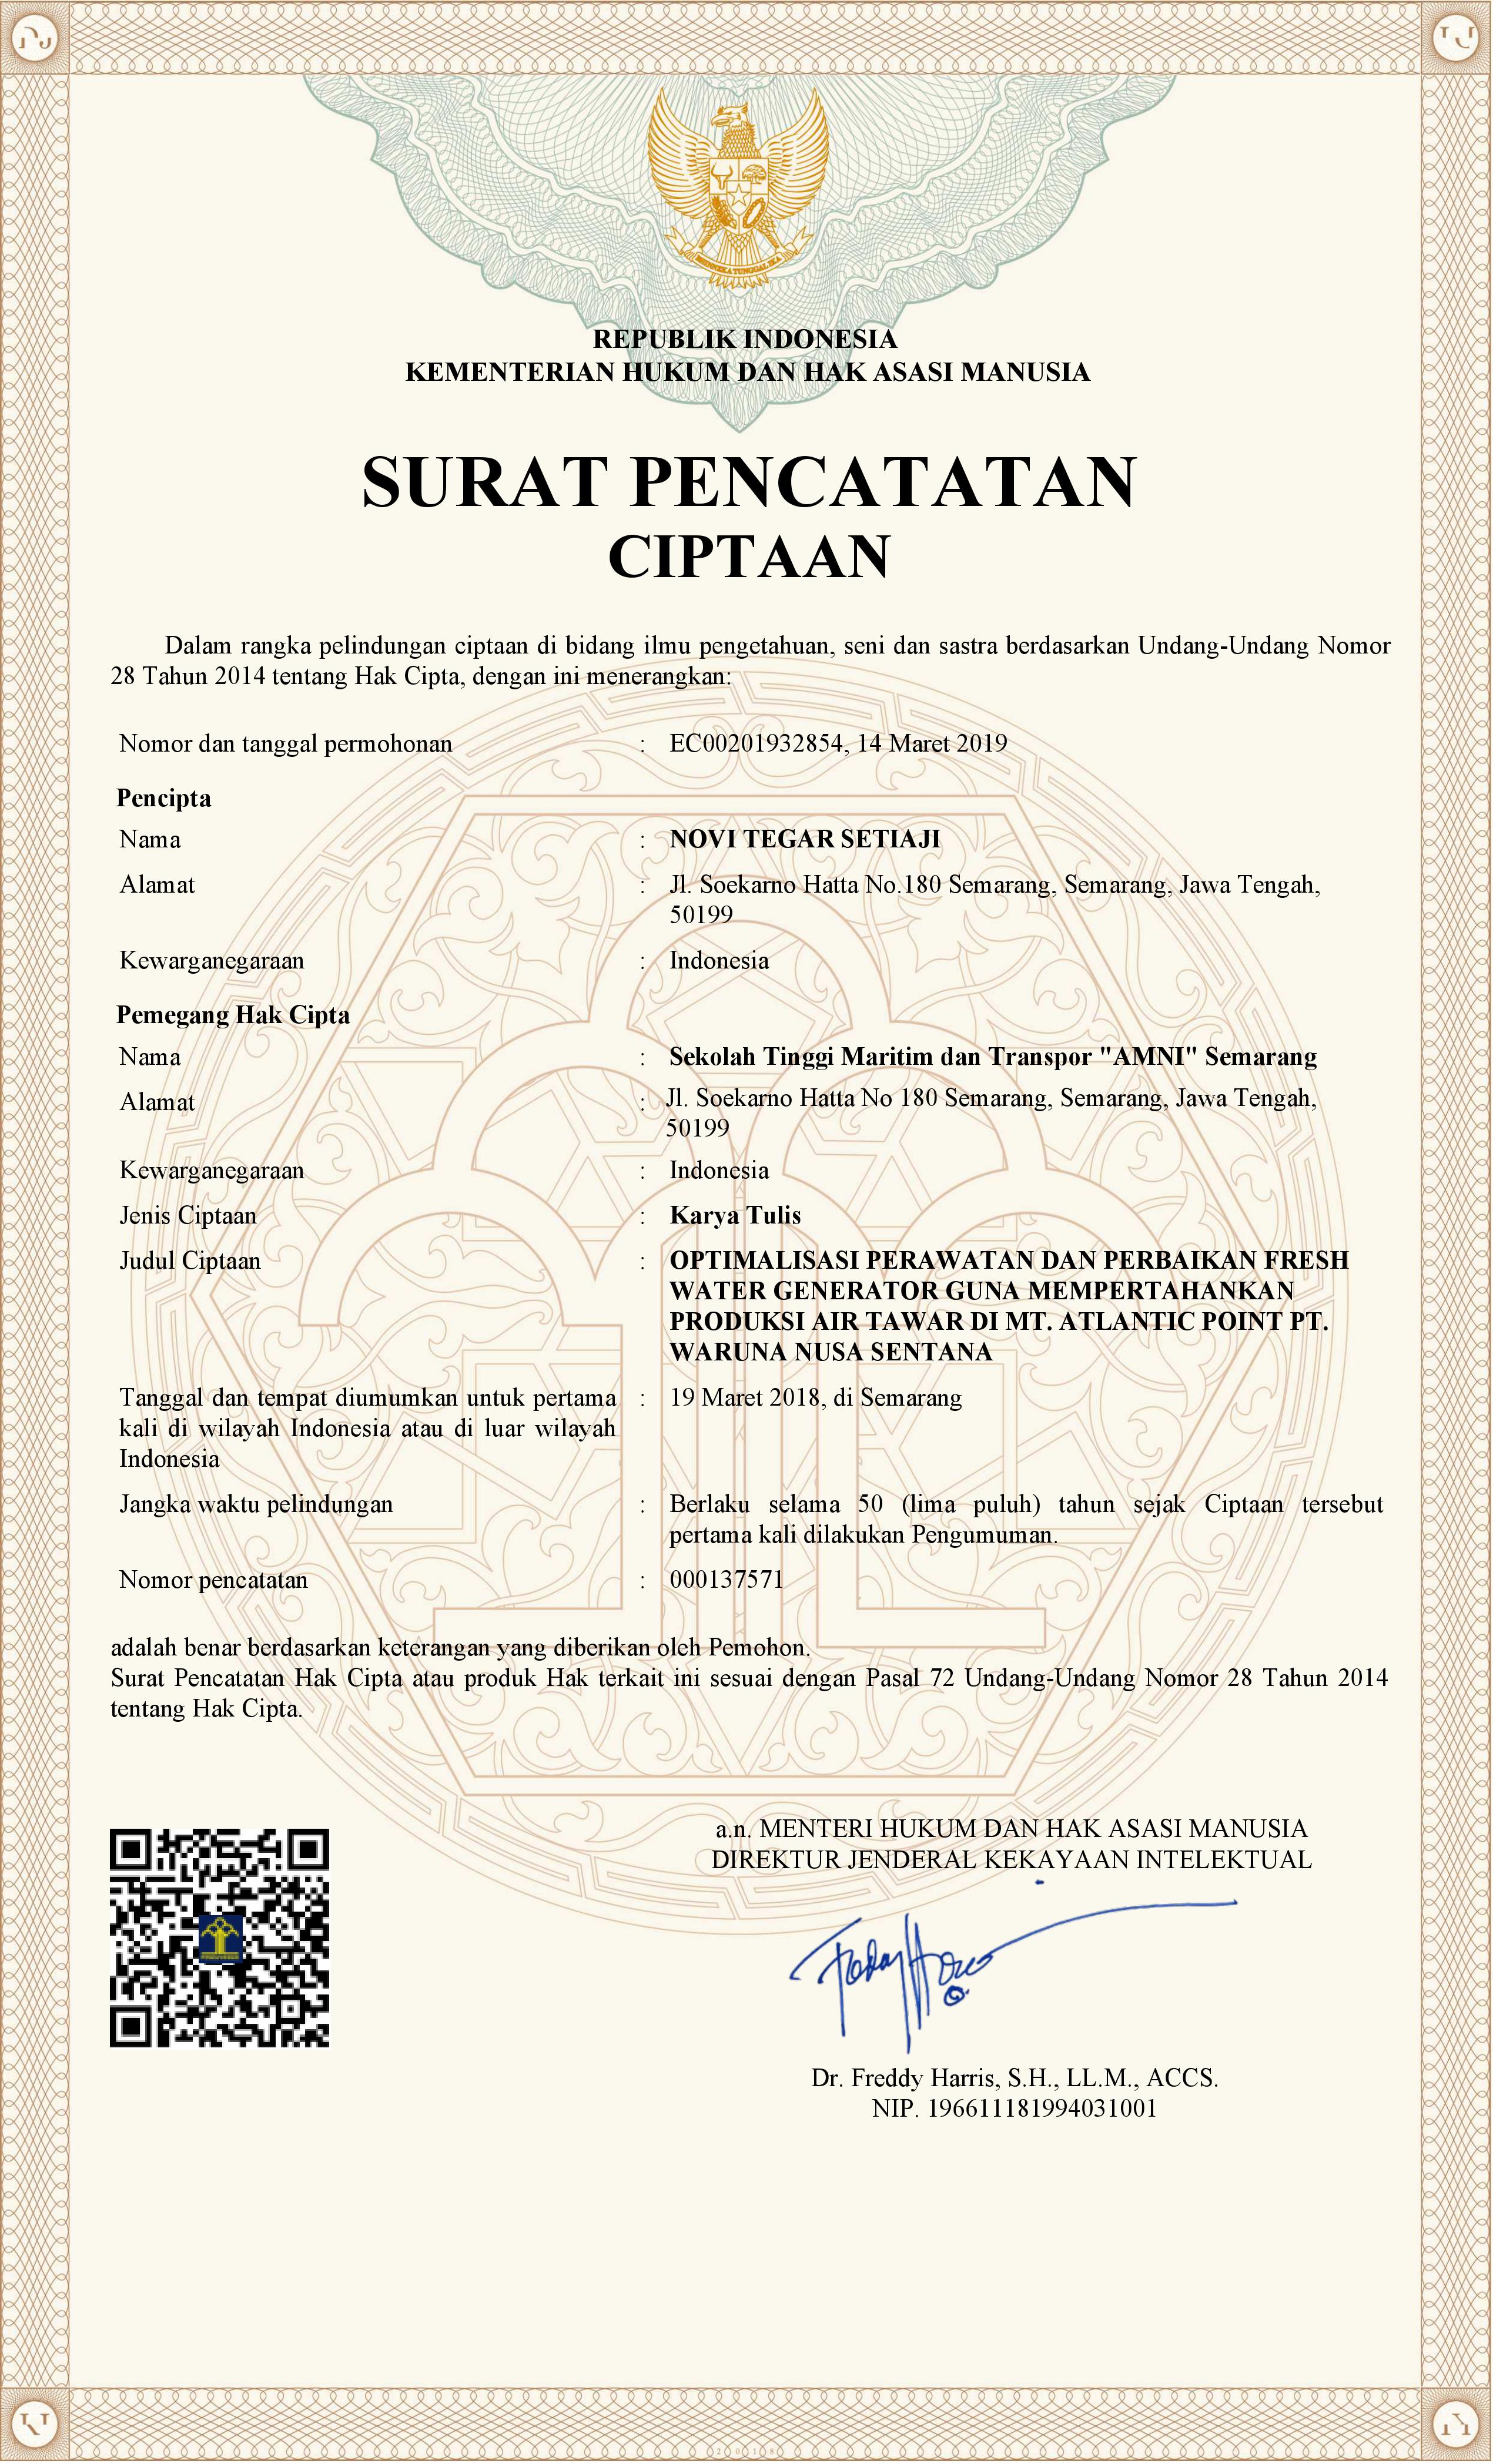 BHINNEKA TUNGGAL IKA
REPUBLIK INDONESIA
KEMENTERIAN HUKUM DAN HAK ASASI MANUSIA
SURAT PENCATATAN
CIPTAAN
Dalam rangka pelindungan ciptaan di bidang ilmu pengetahuan, seni dan sastra berdasarkan Undang-Undang Nomor
28 Tahun 2014 tentang Hak Cipta, dengan ini menerangkan:
Nomor dan tanggal permohonan : EC00201932854, 14 Maret 2019
Pencipta
Nama : NOVI TEGAR SETIAJI
Alamat : Jl. Soekarno Hatta No.180 Semarang, Semarang, Jawa Tengah,
50199
Kewarganegaraan : Indonesia
Pemegang Hak Cipta
Nama : Sekolah Tinggi Maritim dan Transpor "AMNI" Semarang
Alamat : Jl. Soekarno Hatta No 180 Semarang, Semarang, Jawa Tengah,
50199
Kewarganegaraan : Indonesia
Jenis Ciptaan : Karya Tulis
Judul Ciptaan : OPTIMALISASI PERAWATAN DAN PERBAIKAN FRESH
WATER GENERATOR GUNA MEMPERTAHANKAN
PRODUKSI AIR TAWAR DI MT. ATLANTIC POINT PT.
WARUNA NUSA SENTANA
Tanggal dan tempat diumumkan untuk pertama : 19 Maret 2018, di Semarang
kali di wilayah Indonesia atau di luar wilayah
Indonesia
Jangka waktu pelindungan : Berlaku selama 50 (lima puluh) tahun sejak Ciptaan tersebut
pertama kali dilakukan Pengumuman.
Nomor pencatatan : 000137571
adalah benar berdasarkan keterangan yang diberikan oleh Pemohon.
Surat Pencatatan Hak Cipta atau produk Hak terkait ini sesuai dengan Pasal 72 Undang-Undang Nomor 28 Tahun 2014
tentang Hak Cipta.
a.n. MENTERI HUKUM DAN HAK ASASI MANUSIA
DIREKTUR JENDERAL KEKAYAAN INTELEKTUAL
Dr. Freddy Harris, S.H., LL.M., ACCS.
NIP. 196611181994031001